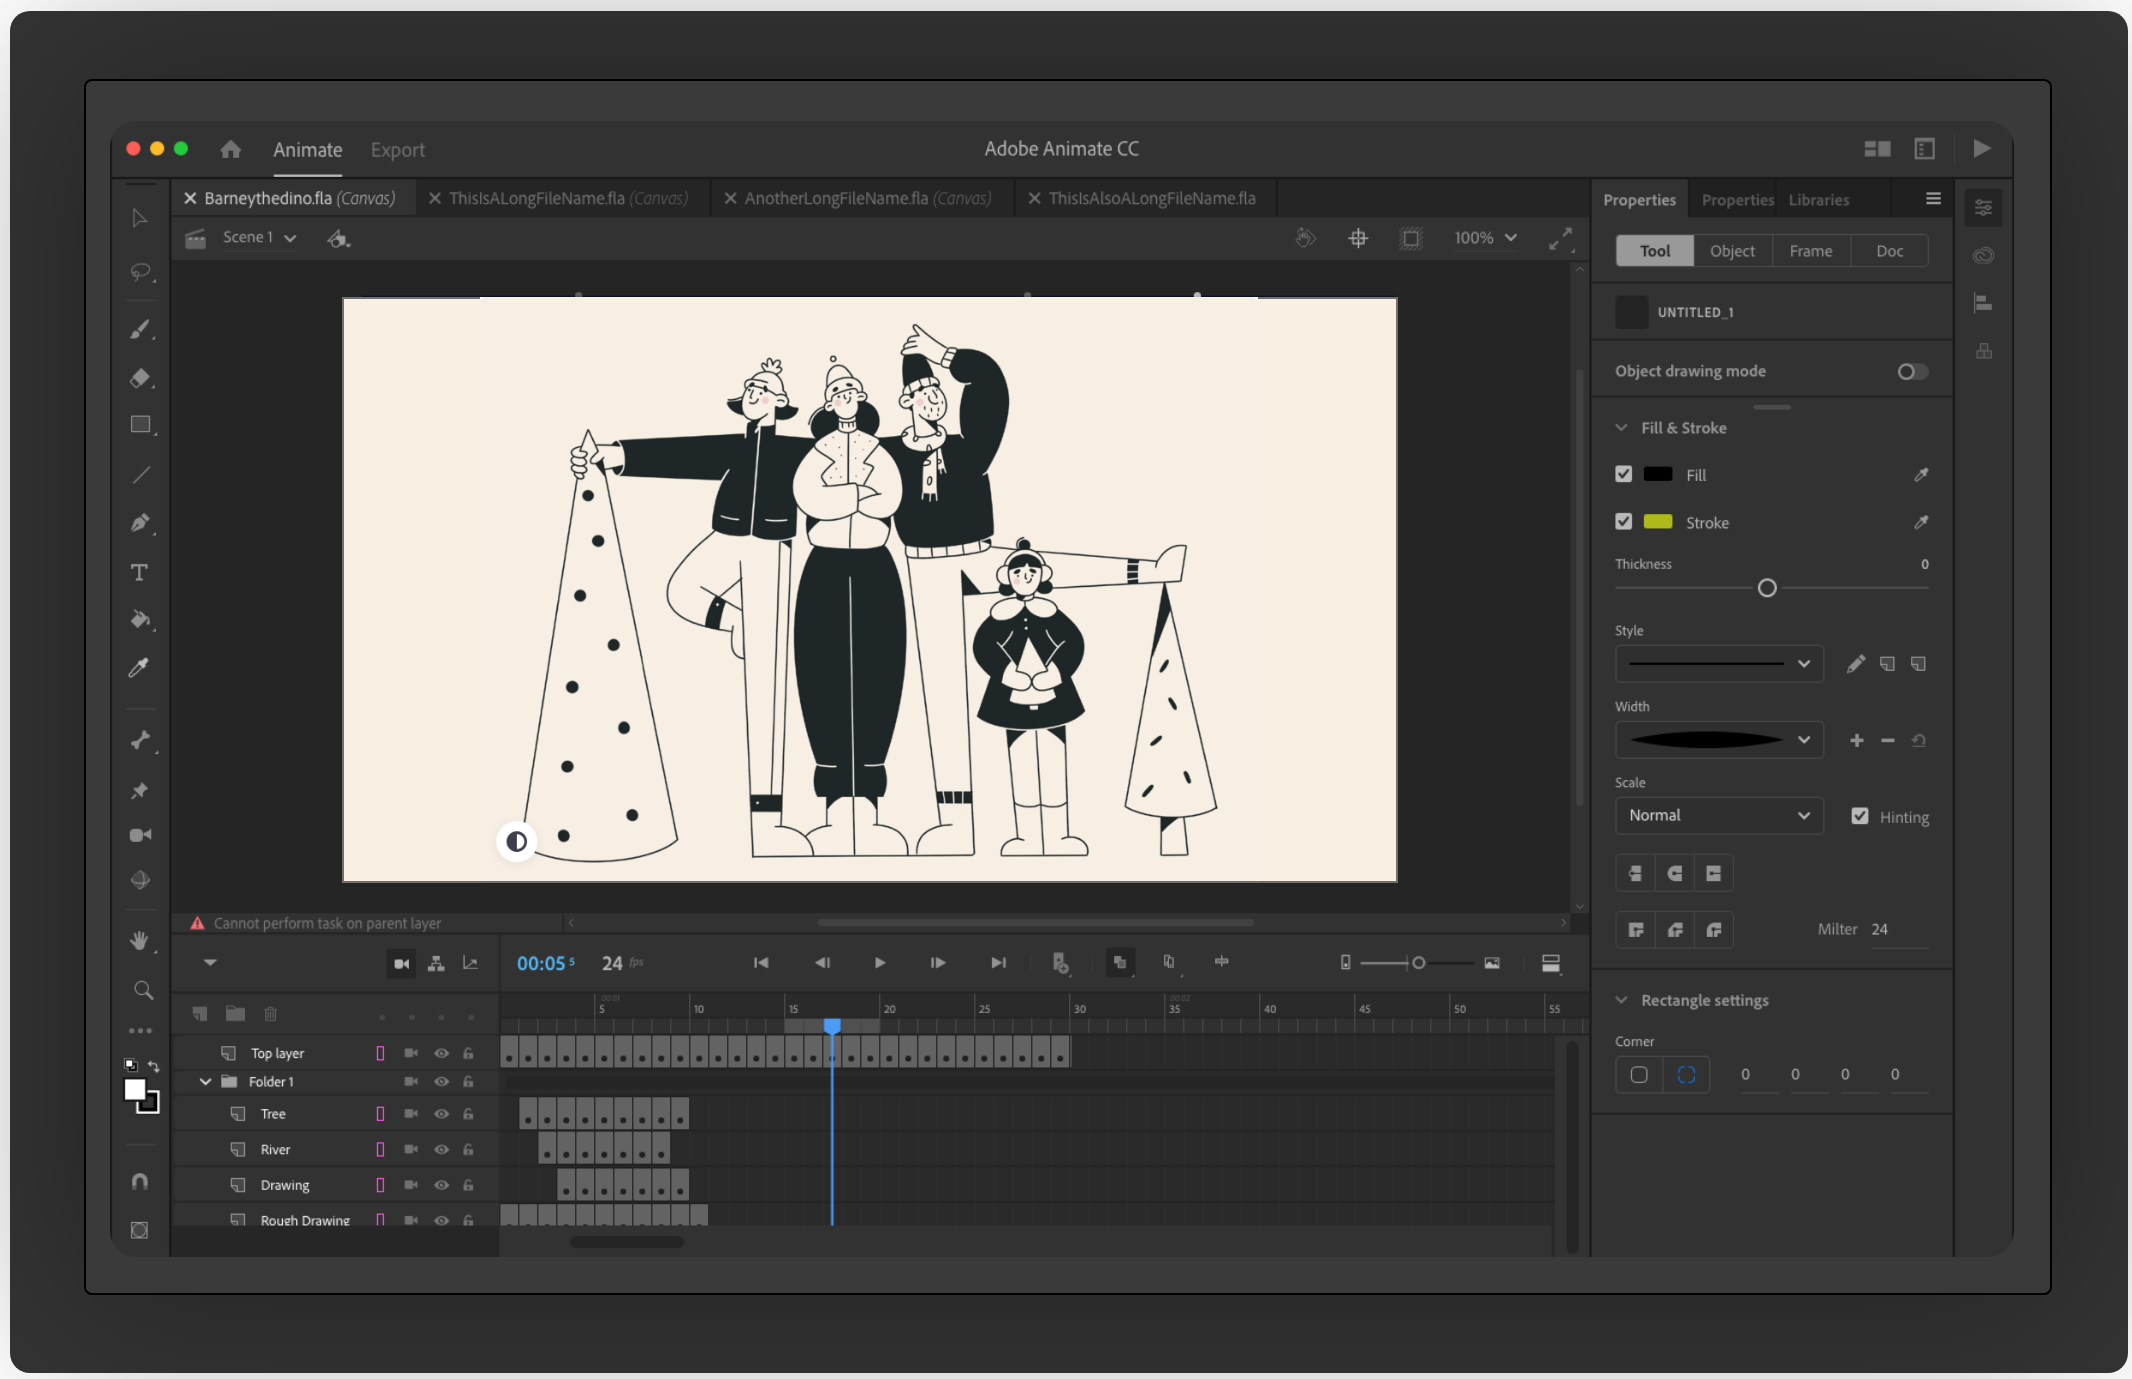 Animate Export Adobe Animate CC
Barneythedino.fla (Canvas) ThisIsALongFileName.fla (Canvas) AnotherLongFileName.fla (Canvas) ThisIsAlsoALongFileName.fla
Properties Properties Libraries
Scene 1 100%
Tool Object Frame Doc
UNTITLED_1
Object drawing mode
Fill & Stroke
Fill
Stroke
Thickness 0
Style
Width
Scale
Normal Hinting
Milter 24
Rectangle settings
Corner
0 0 0 0
Cannot perform task on parent layer
00:05 s 24 fps
00:01 00:02
5 10 15 20 25 30 35 40 45 50 55
Top layer
Folder 1
Tree
River
Drawing
Rough Drawing